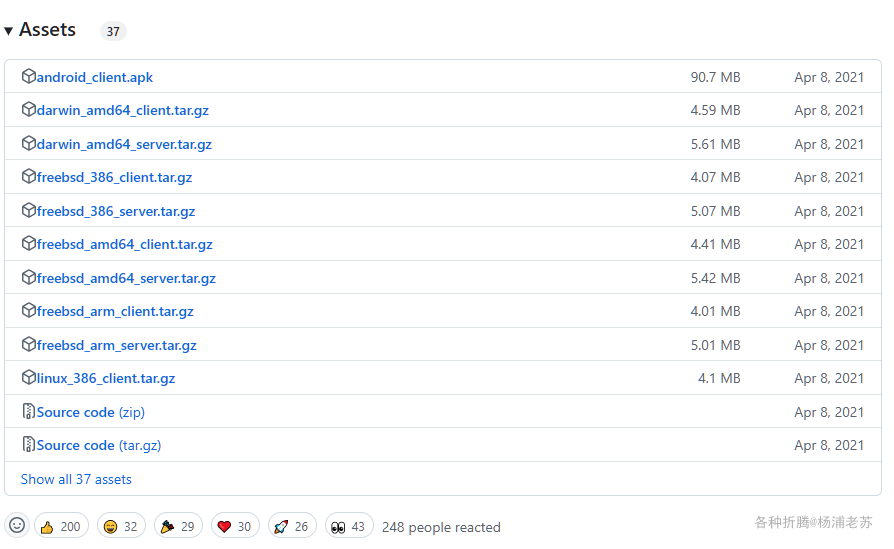 Assets 37
android_client.apk 90.7 MB Apr 8, 2021
darwin_amd64_client.tar.gz 4.59 MB Apr 8, 2021
darwin_amd64_server.tar.gz 5.61 MB Apr 8, 2021
freebsd_386_client.tar.gz 4.07 MB Apr 8, 2021
freebsd_386_server.tar.gz 5.07 MB Apr 8, 2021
freebsd_amd64_client.tar.gz 4.41 MB Apr 8, 2021
freebsd_amd64_server.tar.gz 5.42 MB Apr 8, 2021
freebsd_arm_client.tar.gz 4.01 MB Apr 8, 2021
freebsd_arm_server.tar.gz 5.01 MB Apr 8, 2021
linux_386_client.tar.gz 4.1 MB Apr 8, 2021
Source code (zip) Apr 8, 2021
Source code (tar.gz) Apr 8, 2021
Show all 37 assets
200 32 29 30 26 43 248 people reacted
各种折腾@杨浦老苏